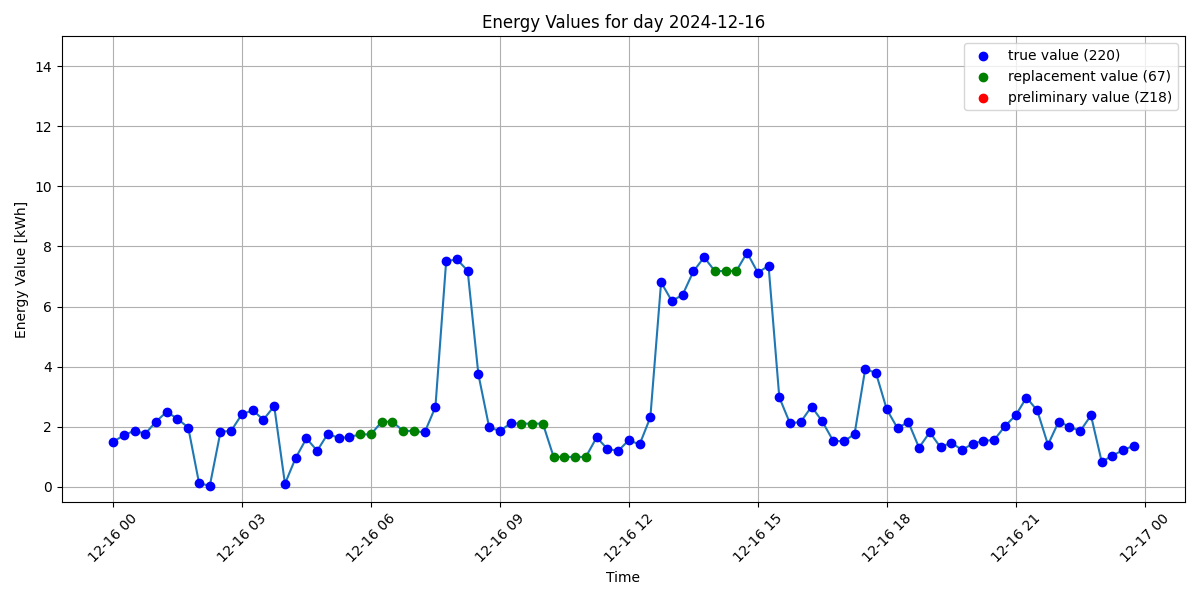 Energy Values for day 2024-12-16
true value (220)
replacement value (67)
preliminary value (Z18)
Energy Value [kWh]
14
12
10
8
6
4
2
0
12-16 00
12-16 03
12-16 06
12-16 09
12-16 12
12-16 15
12-16 18
12-16 21
12-17 00
Time